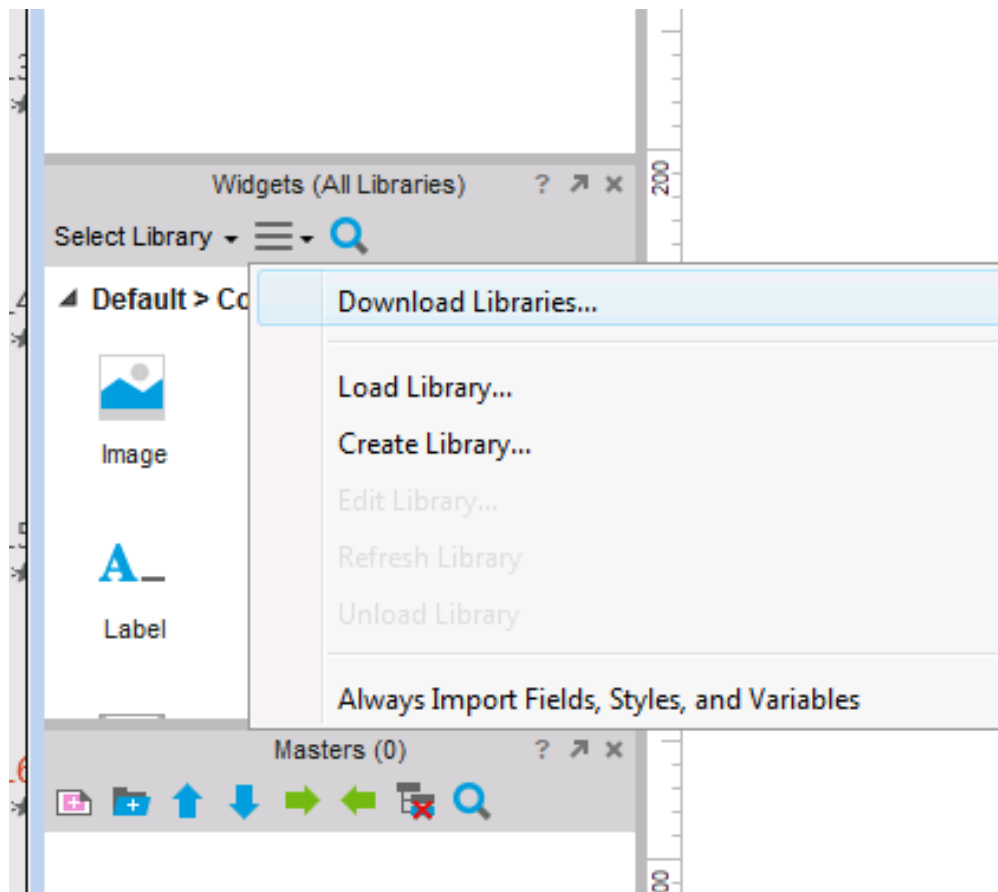 Widgets (All Libraries) ?
200
Select Library
Default > Co
Download Libraries...
Load Library...
Image
Create Library...
Edit Library...
Refresh Library
Label
Unload Library
Always Import Fields, Styles, and Variables
Masters (0) ?